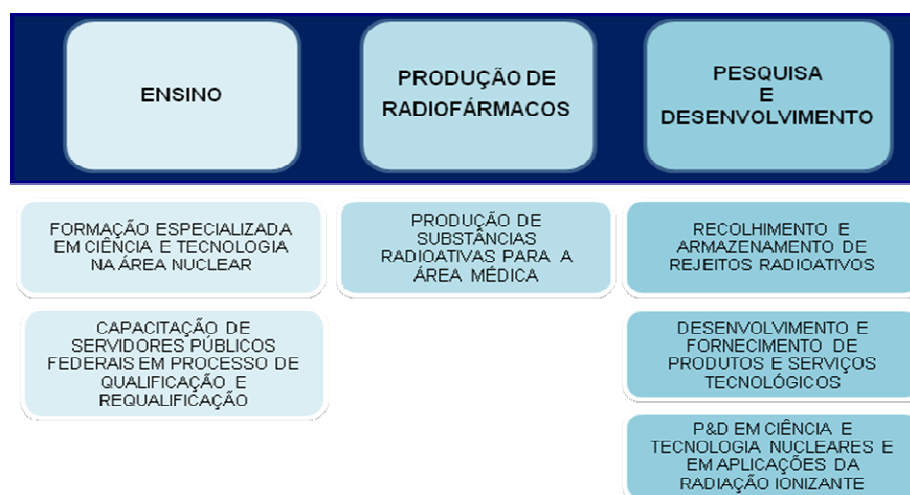 ENSINO
PRODUÇÃO DE
RADIOFÁRMACOS
PESQUISA
E
DESENVOLVIMENTO
FORMAÇÃO ESPECIALIZADA
EM CIÊNCIA E TECNOLOGIA
NA ÁREA NUCLEAR
CAPACITAÇÃO DE
SERVIDORES PÚBLICOS
FEDERAIS EM PROCESSO DE
QUALIFICAÇÃO E
REQUALIFICAÇÃO
PRODUÇÃO DE
SUBSTÂNCIAS
RADIOATIVAS PARA A
ÁREA MÉDICA
RECOLHIMENTO E
ARMAZENAMENTO DE
REJEITOS RADIOATIVOS
DESENVOLVIMENTO E
FORNECIMENTO DE
PRODUTOS E SERVIÇOS
TECNOLÓGICOS
P&D EM CIÊNCIA E
TECNOLOGIA NUCLEARES E
EM APLICAÇÕES DA
RADIAÇÃO IONIZANTE